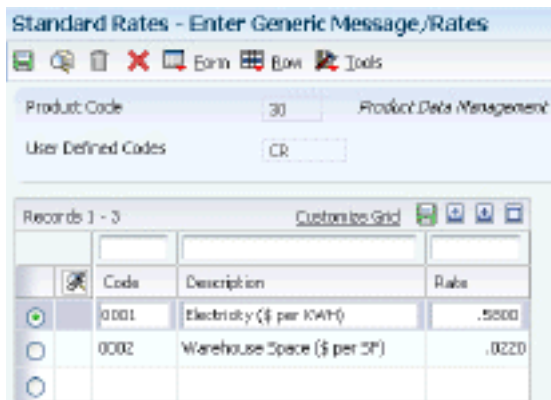 Standard Rates - Enter Generic Message/Rates
Form Row Tools
Product Code 30 Product Data Management
User Defined Codes CR
Records 1 - 3 Customize Grid
Code Description Rate
0001 Electricity ($ per KWH) .5800
0002 Warehouse Space ($ per SF) .0220